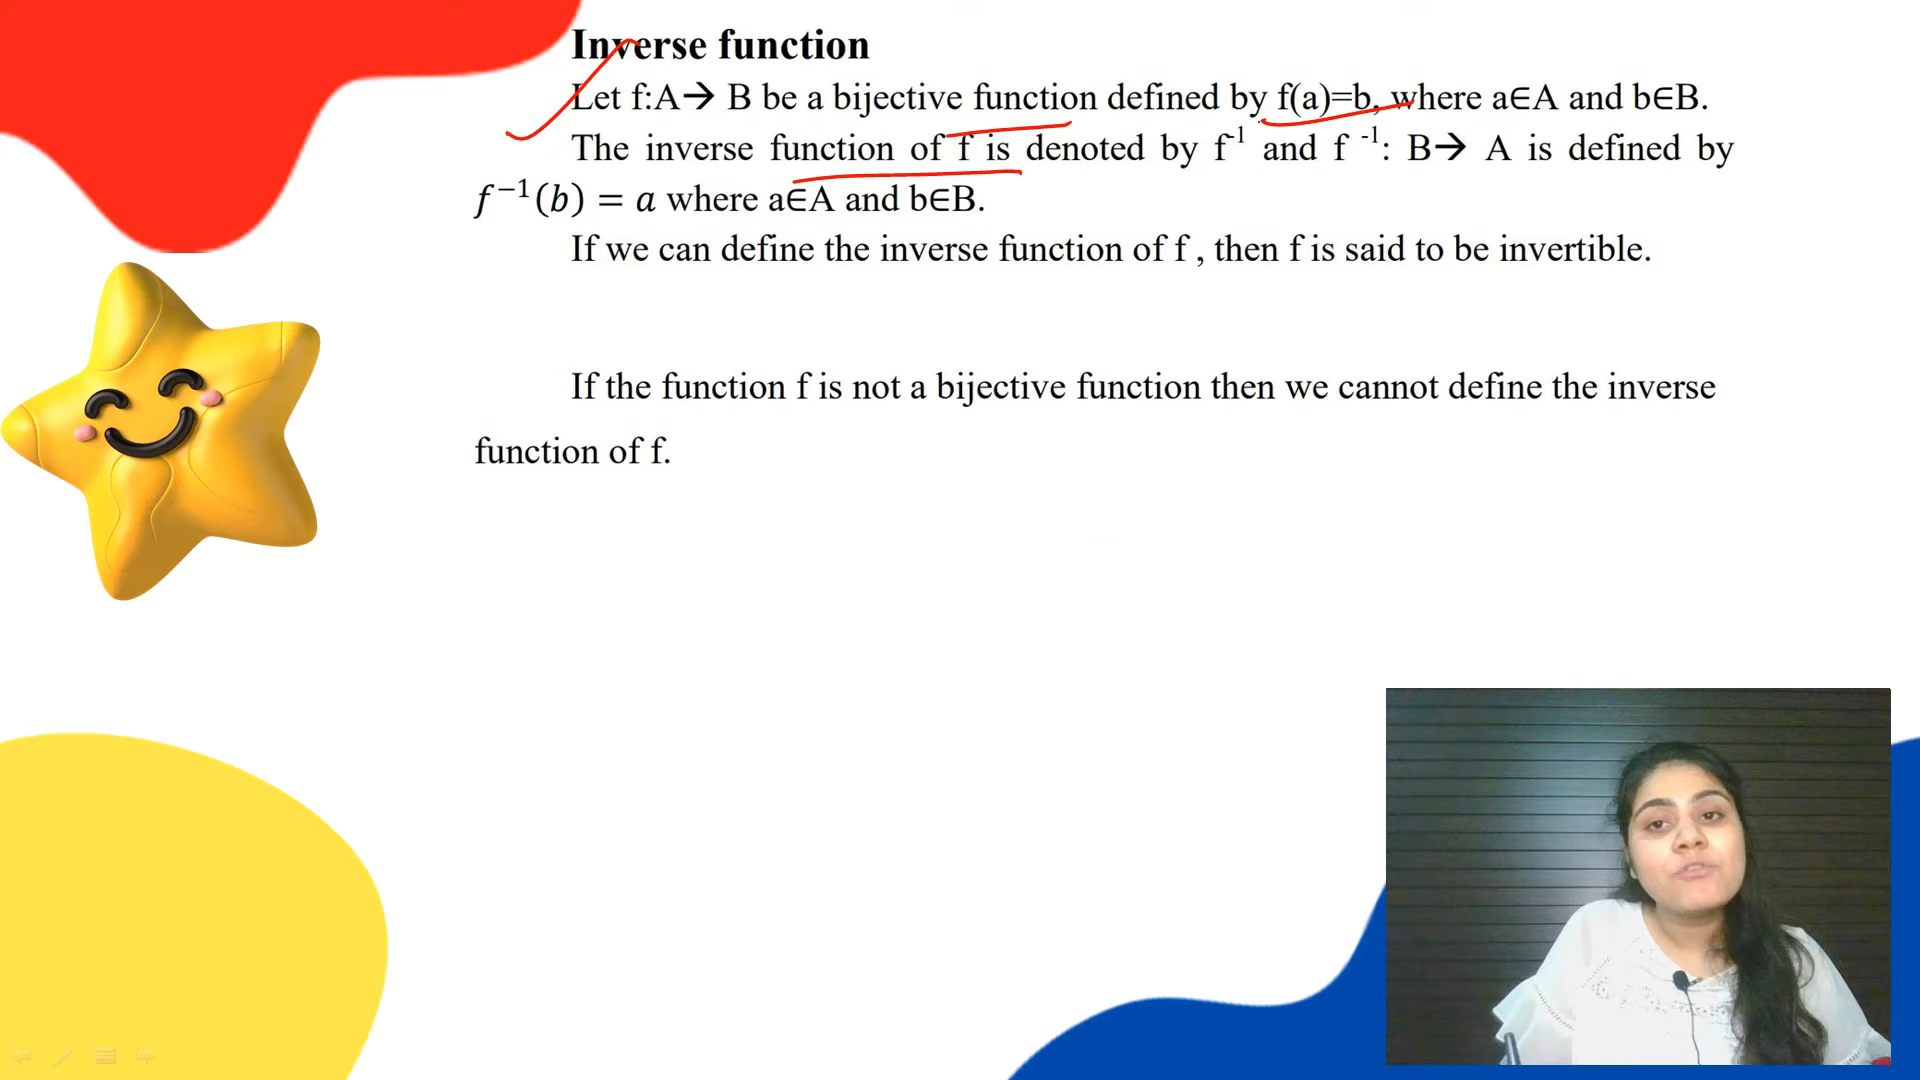 Inverse function
Let f:A→ B be a bijective function defined by f(a)=b, where a∈A and b∈B.
The inverse function of f is denoted by f⁻¹ and f ⁻¹: B→ A is defined by
f⁻¹(b) = a where a∈A and b∈B.
If we can define the inverse function of f , then f is said to be invertible.
If the function f is not a bijective function then we cannot define the inverse
function of f.